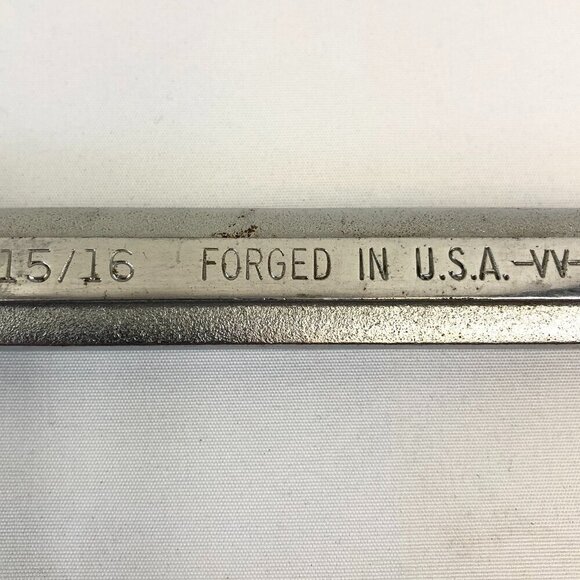 15/16 FORGED IN U.S.A. -VV-